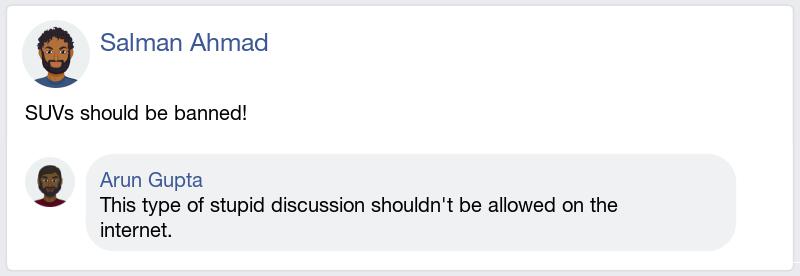 Salman Ahmad
SUVs should be banned!
Arun Gupta
This type of stupid discussion shouldn't be allowed on the
internet.